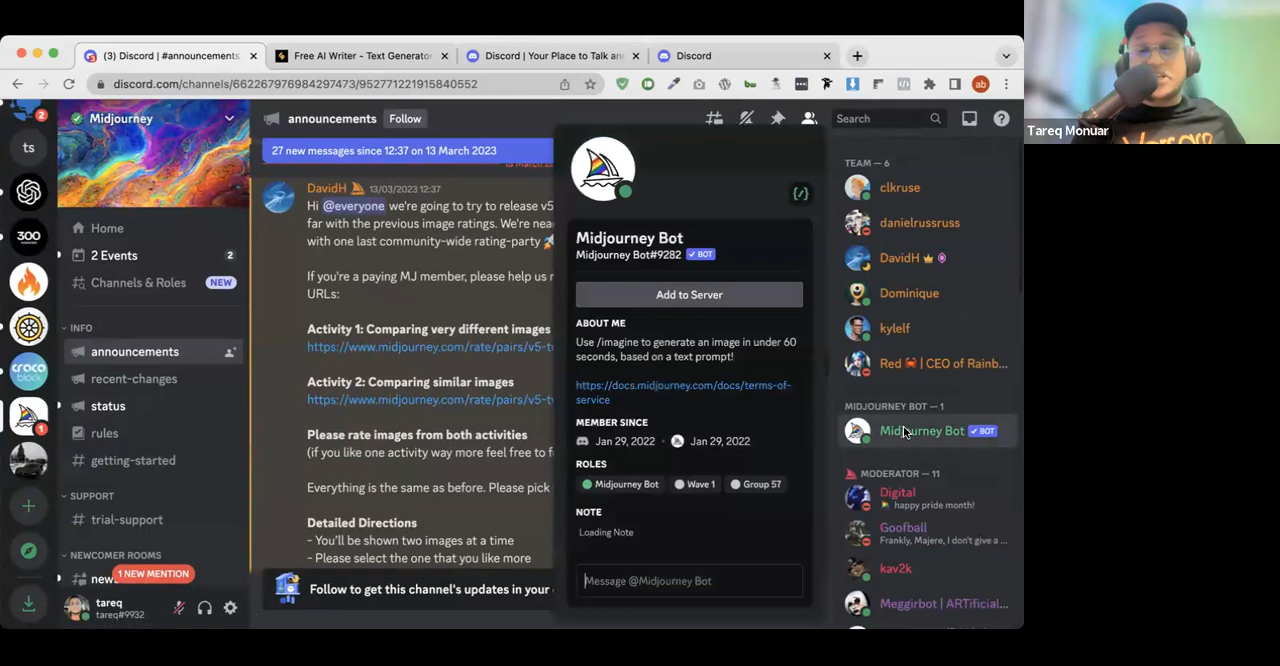 (3) Discord | #announcements
Free AI Writer - Text Generator
Discord | Your Place to Talk an
Discord
discord.com/channels/662267976984297473/952771221915840552
ab
Tareq Monuar
2
ts
300
croco
block
1
Midjourney
Home
2 Events
2
Channels & Roles
NEW
INFO
announcements
recent-changes
status
rules
getting-started
SUPPORT
trial-support
NEWCOMER ROOMS
1 NEW MENTION
tareq
tareq#9932
announcements
Follow
Search
27 new messages since 12:37 on 13 March 2023
DavidH
13/03/2023 12:37
Hi @everyone we're going to try to release v5
far with the previous image ratings. We're nea
with one last community-wide rating-party
If you're a paying MJ member, please help us r
URLs:
Activity 1: Comparing very different images
https://www.midjourney.com/rate/pairs/v5-tv
Activity 2: Comparing similar images
https://www.midjourney.com/rate/pairs/v5-tv
Please rate images from both activities
(if you like one activity way more feel free to f
Everything is the same as before. Please pick
Detailed Directions
- You'll be shown two images at a time
- Please select the one that you like more
Follow to get this channel's updates in your
Midjourney Bot
Midjourney Bot#9282
BOT
Add to Server
ABOUT ME
Use /imagine to generate an image in under 60
seconds, based on a text prompt!
https://docs.midjourney.com/docs/terms-of-
service
MEMBER SINCE
Jan 29, 2022
Jan 29, 2022
ROLES
Midjourney Bot
Wave 1
Group 57
NOTE
Loading Note
Message @Midjourney Bot
TEAM — 6
clkruse
danielrussruss
DavidH
Dominique
kylelf
Red | CEO of Rainb...
MIDJOURNEY BOT — 1
Midjourney Bot
BOT
MODERATOR — 11
Digital
happy pride month!
Goofball
Frankly, Majere, I don't give a ...
kav2k
Meggirbot | ARTificial...